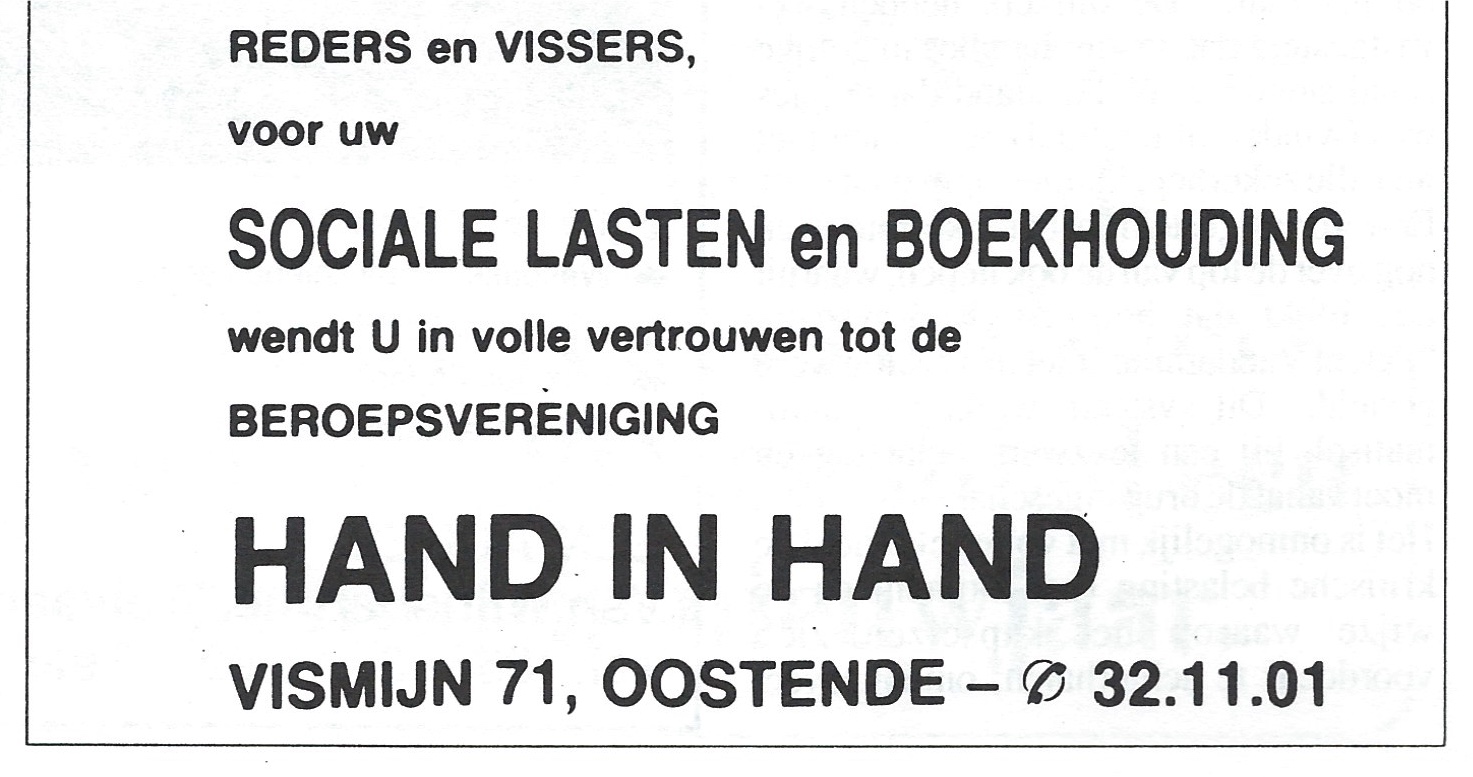 REDERS en VISSERS,
voor uw
SOCIALE LASTEN en BOEKHOUDING
wendt U in volle vertrouwen tot de
BEROEPSVERENIGING
HAND IN HAND
VISMIJN 71, OOSTENDE – ✆ 32.11.01